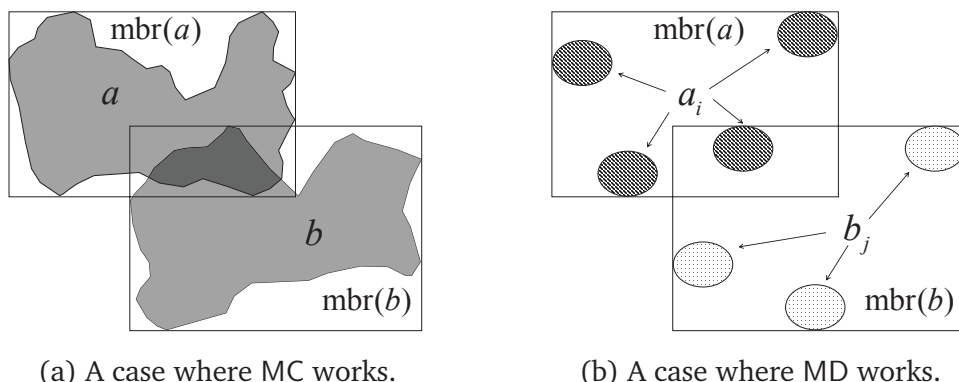 mbr(a)
a
b
mbr(b)
(a) A case where MC works.
mbr(a)
a_i
b_j
mbr(b)
(b) A case where MD works.